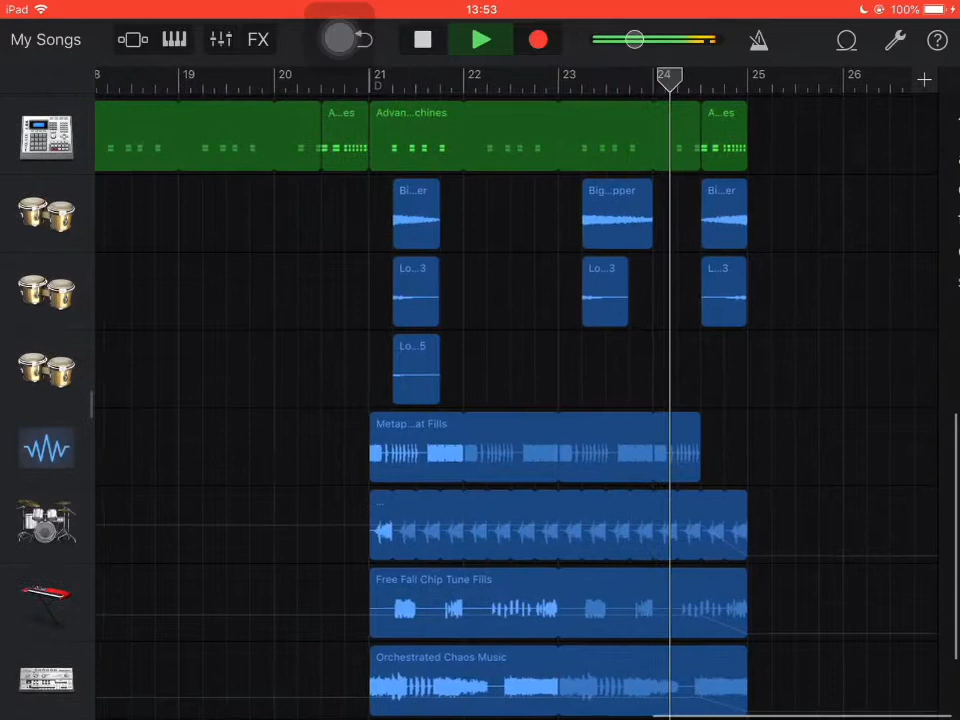 iPad 13:53 100%
My Songs FX ?
8 19 20 21 22 23 24 25 26
D
A...es Advan...chines A...es
Bi...er Big...pper Bi...er
Lo...3 Lo...3 L...3
Lo...5
Metap...at Fills
...
Free Fall Chip Tune Fills
Orchestrated Chaos Music